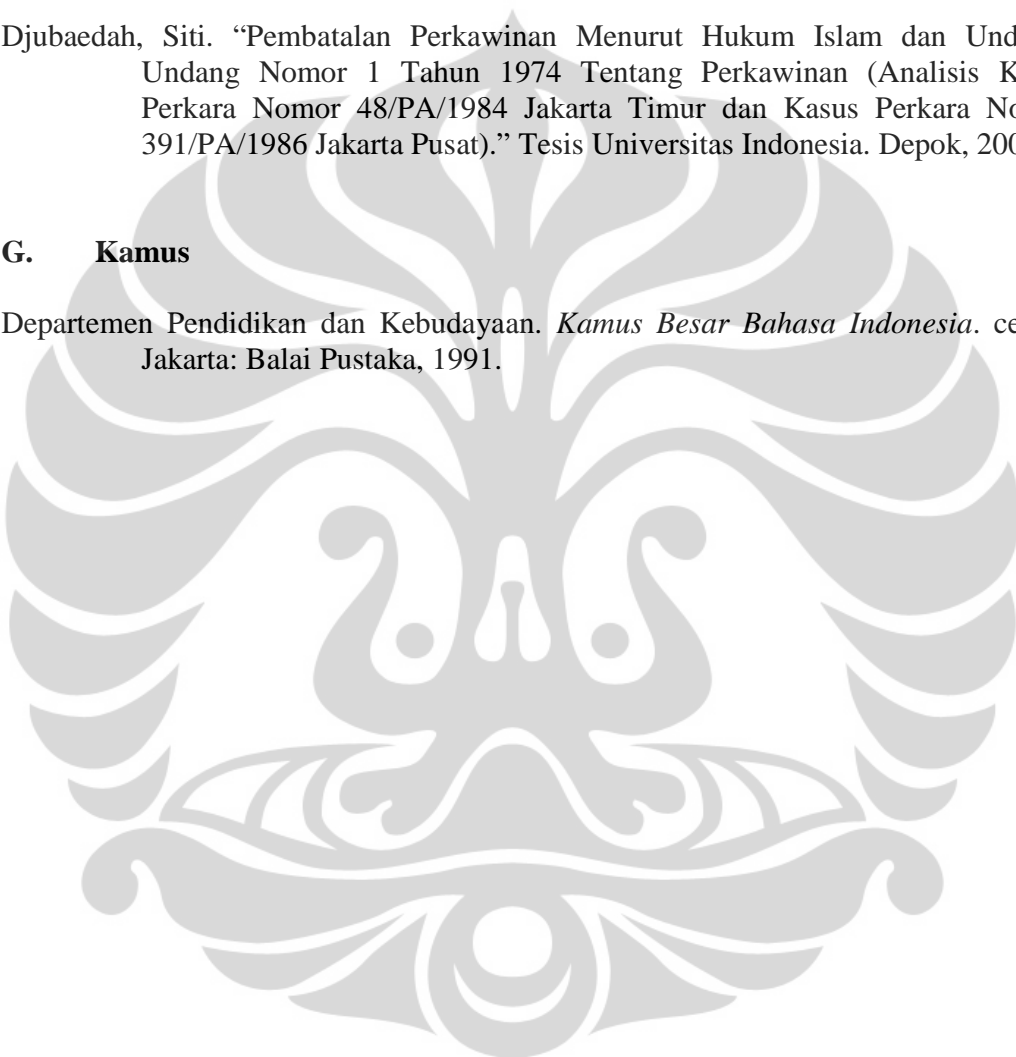 Djubaedah, Siti. “Pembatalan Perkawinan Menurut Hukum Islam dan Und
Undang Nomor 1 Tahun 1974 Tentang Perkawinan (Analisis K
Perkara Nomor 48/PA/1984 Jakarta Timur dan Kasus Perkara No
391/PA/1986 Jakarta Pusat).” Tesis Universitas Indonesia. Depok, 200
G. Kamus
Departemen Pendidikan dan Kebudayaan. Kamus Besar Bahasa Indonesia. ce
Jakarta: Balai Pustaka, 1991.